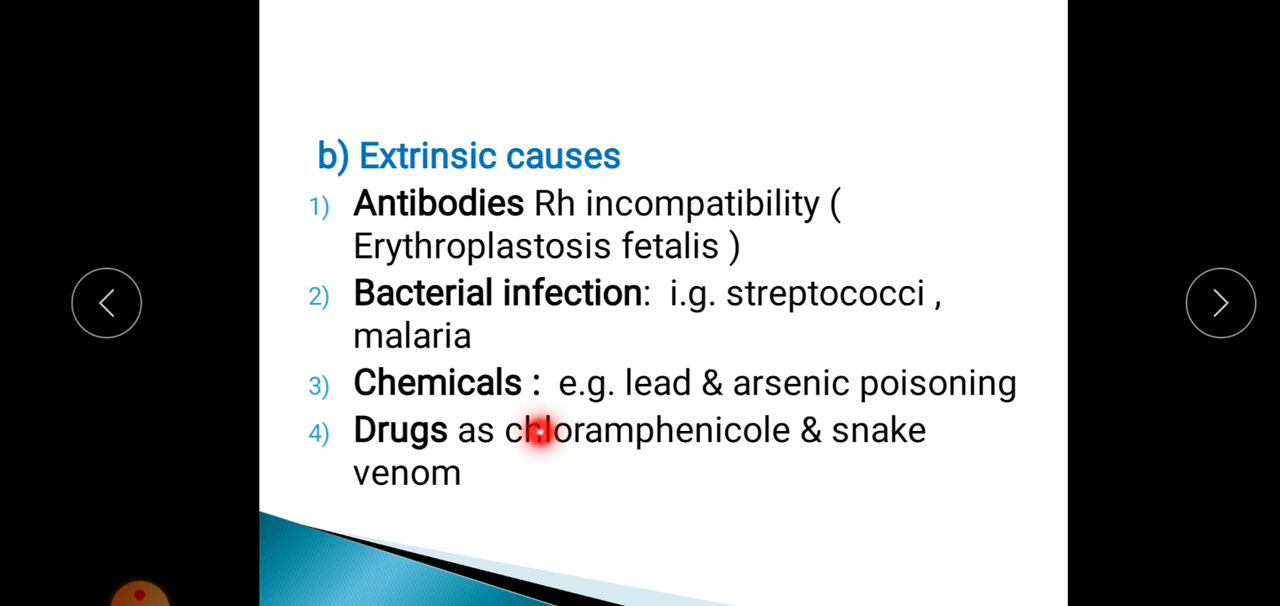 b) Extrinsic causes
1) Antibodies Rh incompatibility (
Erythroplastosis fetalis )
2) Bacterial infection: i.g. streptococci ,
malaria
3) Chemicals : e.g. lead & arsenic poisoning
4) Drugs as chloramphenicole & snake
venom